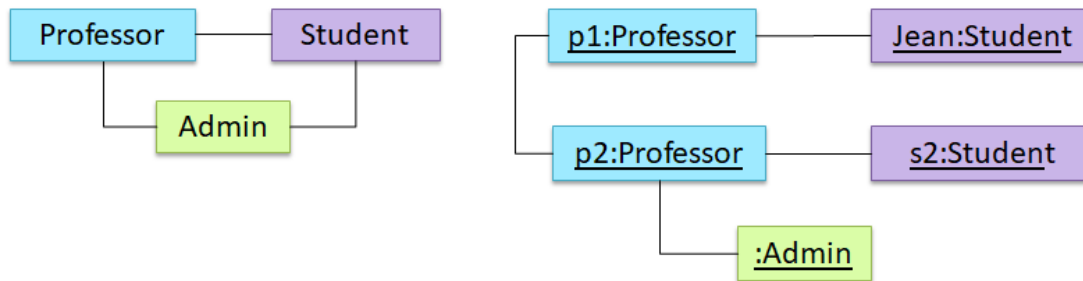 Professor
Student
Admin
p1:Professor
Jean:Student
p2:Professor
s2:Student
:Admin